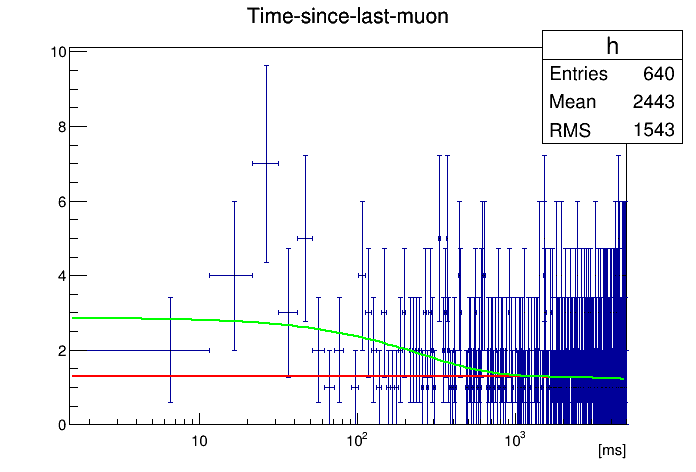 Time-since-last-muon
h
Entries 640
Mean 2443
RMS 1543
10
8
6
4
2
0
10 10² 10³
[ms]